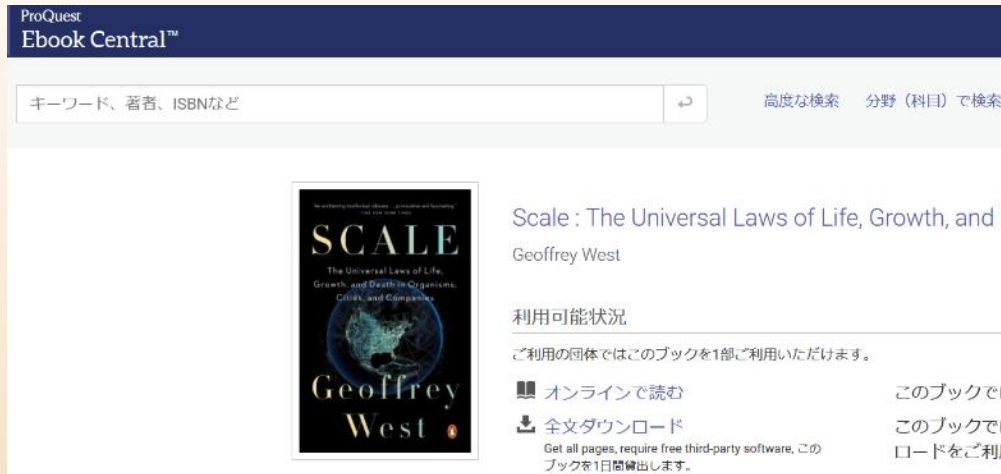 ProQuest
Ebook Central™
キーワード、著者、ISBNなど
高度な検索 分野（科目）で検索
SCALE
The Universal Laws of Life,
Growth, and Death in Organisms,
Cities, and Companies
Geoffrey
West
Scale : The Universal Laws of Life, Growth, and
Geoffrey West
利用可能状況
ご利用の団体ではこのブックを1部ご利用いただけます。
オンラインで読む
このブックでは
全文ダウンロード
Get all pages, require free third-party software, この
ブックを1日間貸出します。
このブックでは
ロードをご利